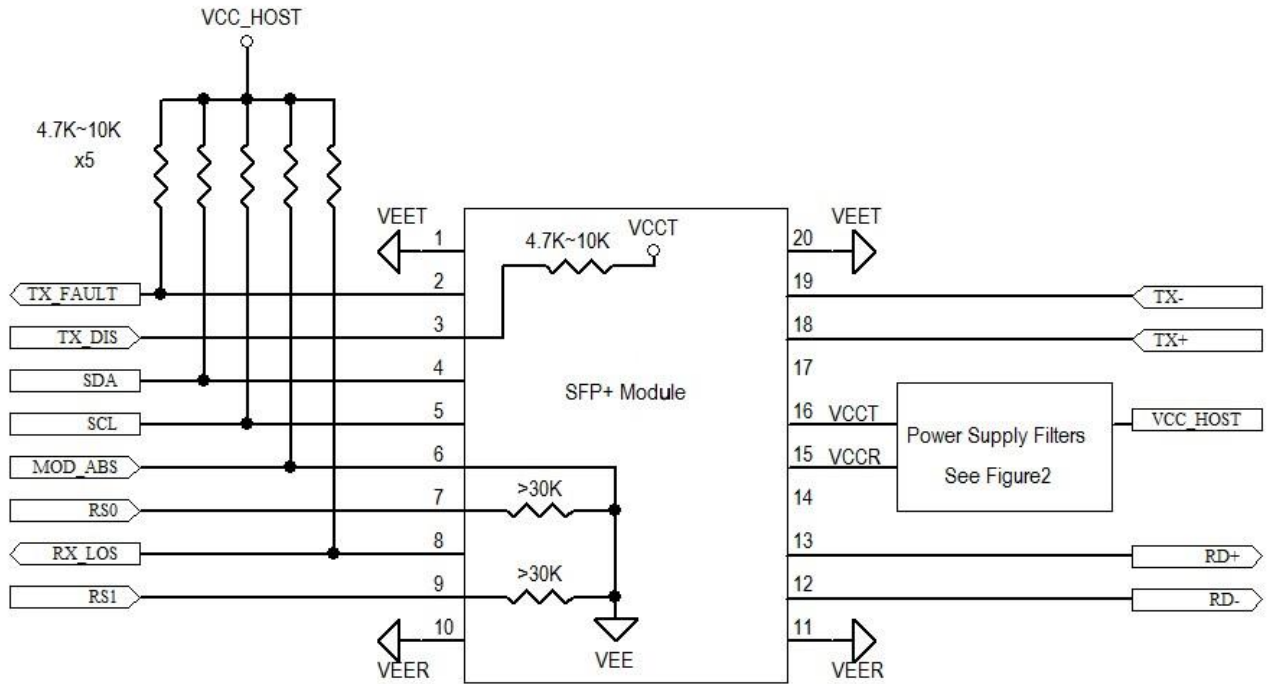 VCC_HOST
4.7K~10K
x5
VEET
1
4.7K~10K
VCCT
20
VEET
TX_FAULT
2
19
TX-
TX_DIS
3
18
TX+
SDA
4
17
SFP+ Module
SCL
5
16
VCCT
Power Supply Filters
See Figure2
VCC_HOST
MOD_ABS
6
15
VCCR
RS0
7
>30K
14
RX_LOS
8
13
RD+
RS1
9
>30K
12
RD-
10
VEER
VEE
11
VEER